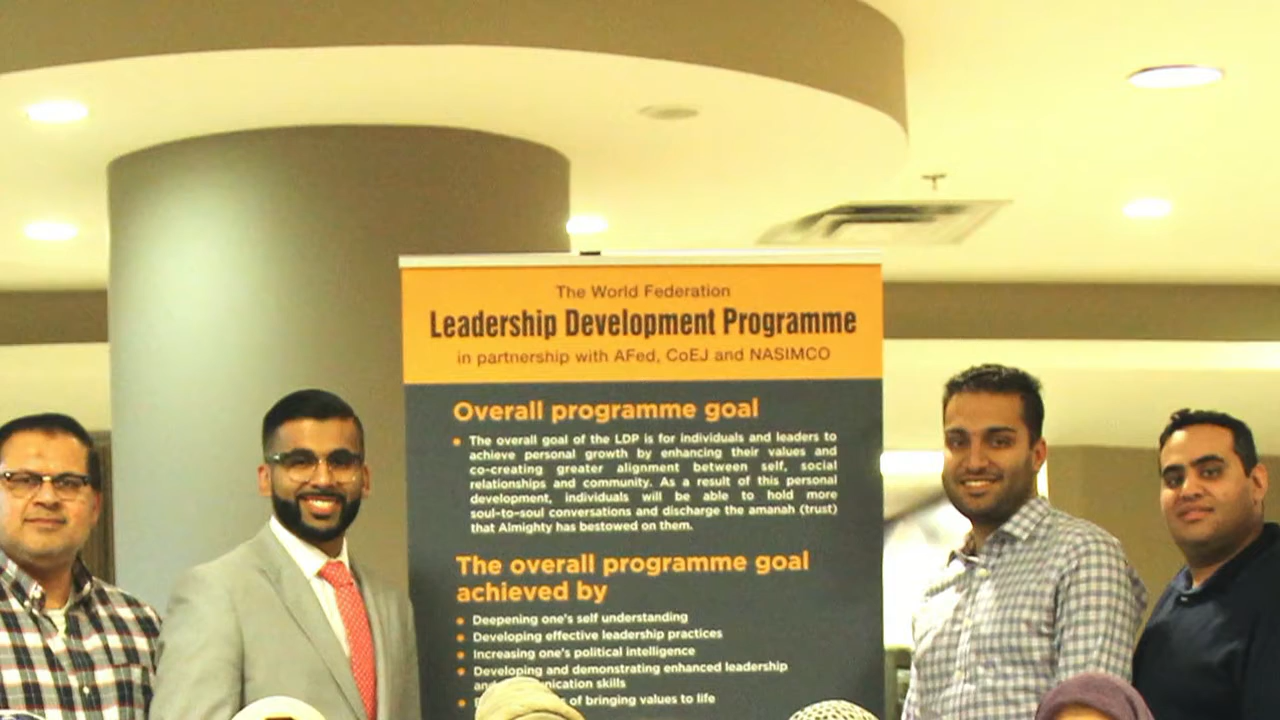 The World Federation
Leadership Development Programme
in partnership with AFed, CoEJ and NASIMCO
Overall programme goal
The overall goal of the LDP is for individuals and leaders to
achieve personal growth by enhancing their values and
co-creating greater alignment between self, social
relationships and community. As a result of this personal
development, individuals will be able to hold more
soul-to-soul conversations and discharge the amanah (trust)
that Almighty has bestowed on them.
The overall programme goal
achieved by
Deepening one's self understanding
Developing effective leadership practices
Increasing one's political intelligence
Developing and demonstrating enhanced leadership
skills
of bringing values to life